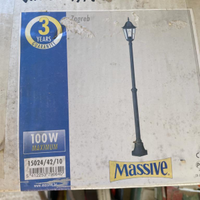 3
YEARS
GUARANTEE
Zagreb
100W
MAXIMUM
15024/42/10
MASSIVE